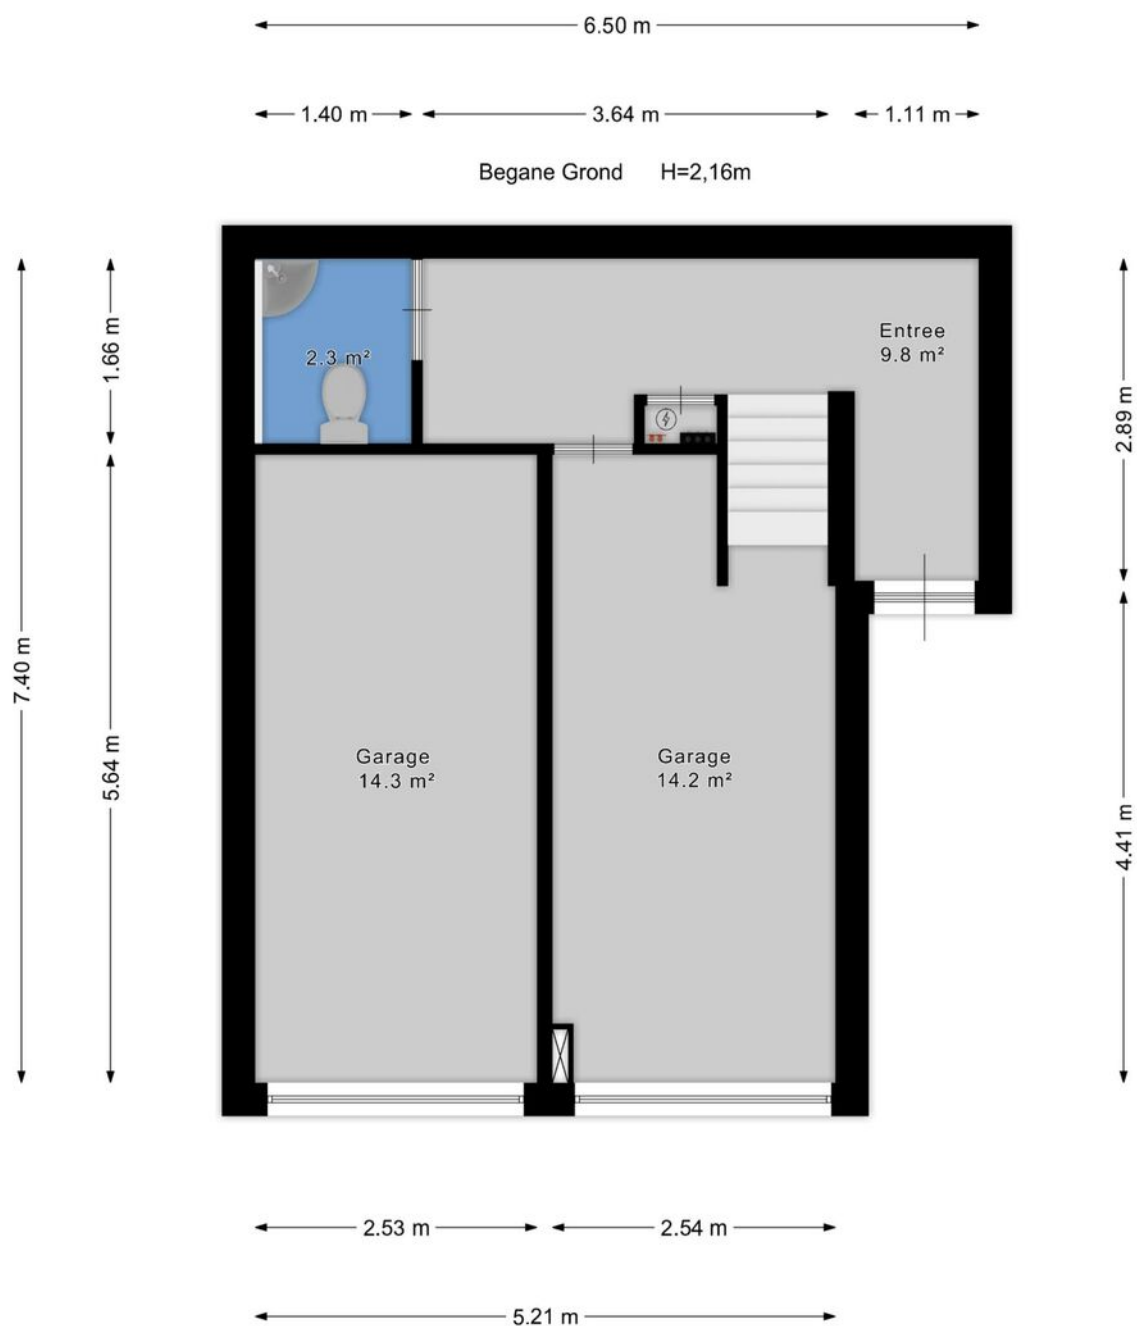 6.50 m
1.40 m
3.64 m
1.11 m
Begane Grond H=2,16m
1.66 m
2.3 m²
Entree
9.8 m²
2.89 m
7.40 m
5.64 m
Garage
14.3 m²
Garage
14.2 m²
4.41 m
2.53 m
2.54 m
5.21 m